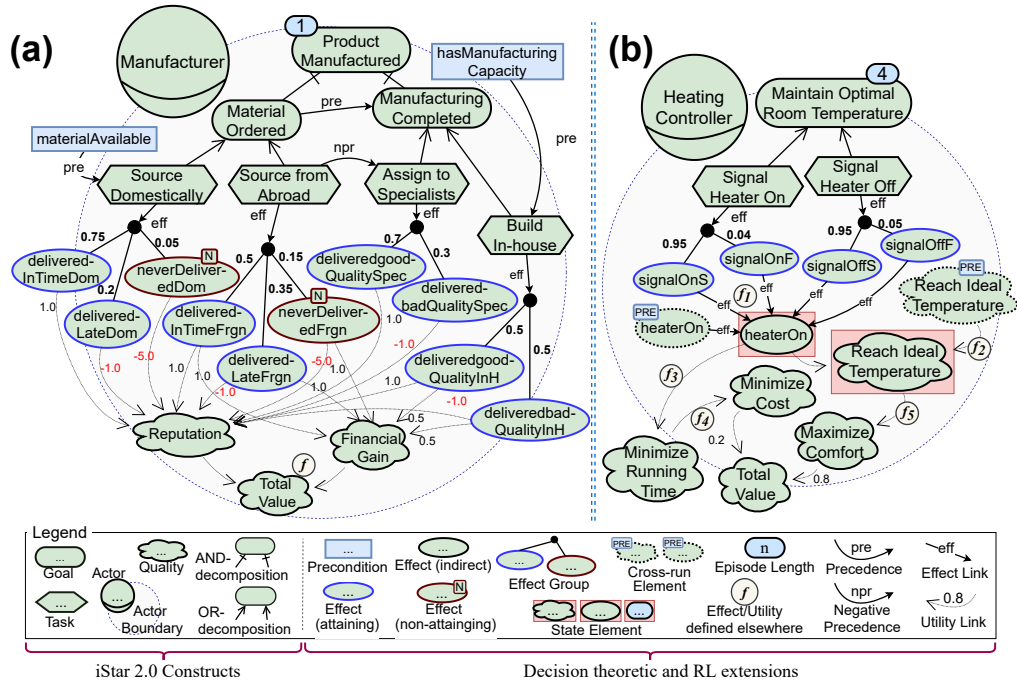 (a)
Manufacturer
1
Product
Manufactured
hasManufacturing
Capacity
materialAvailable
pre
Material
Ordered
pre
Manufacturing
Completed
pre
npr
Source
Domestically
Source from
Abroad
Assign to
Specialists
Build
In-house
eff
eff
eff
eff
0.75
0.05
0.2
0.5
0.15
0.35
0.7
0.3
0.5
0.5
delivered-
InTimeDom
N
neverDeliver-
edDom
delivered-
LateDom
delivered-
InTimeFrgn
N
neverDeliver-
edFrgn
delivered-
LateFrgn
deliveredgood-
QualitySpec
delivered-
badQualitySpec
deliveredgood-
QualityInH
deliveredbad-
QualityInH
1.0
-1.0
-5.0
1.0
1.0
-1.0
-5.0
1.0
1.0
-1.0
1.0
-1.0
0.5
0.5
Reputation
Financial
Gain
f
Total
Value
(b)
Heating
Controller
4
Maintain Optimal
Room Temperature
Signal
Heater On
Signal
Heater Off
eff
eff
0.95
0.04
0.95
0.05
signalOnS
signalOnF
signalOffS
signalOffF
PRE
Reach Ideal
Temperature
PRE
heaterOn
eff
eff
eff
eff
eff
f1
heaterOn
Reach Ideal
Temperature
f2
f3
Minimize
Cost
f4
f5
Maximize
Comfort
Minimize
Running
Time
0.2
Total
Value
0.8
Legend
...
Goal
...
Task
Actor
...
Actor
Boundary
...
Quality
...
AND-
decomposition
...
OR-
decomposition
...
Precondition
...
Effect
(attaining)
...
Effect (indirect)
...
N
Effect
(non-attainging)
...
...
Effect Group
...
...
...
State Element
PRE
...
PRE
...
Cross-run
Element
n
Episode Length
f
Effect/Utility
defined elsewhere
pre
Precedence
npr
Negative
Precedence
eff
Effect Link
0.8
Utility Link
iStar 2.0 Constructs
Decision theoretic and RL extensions